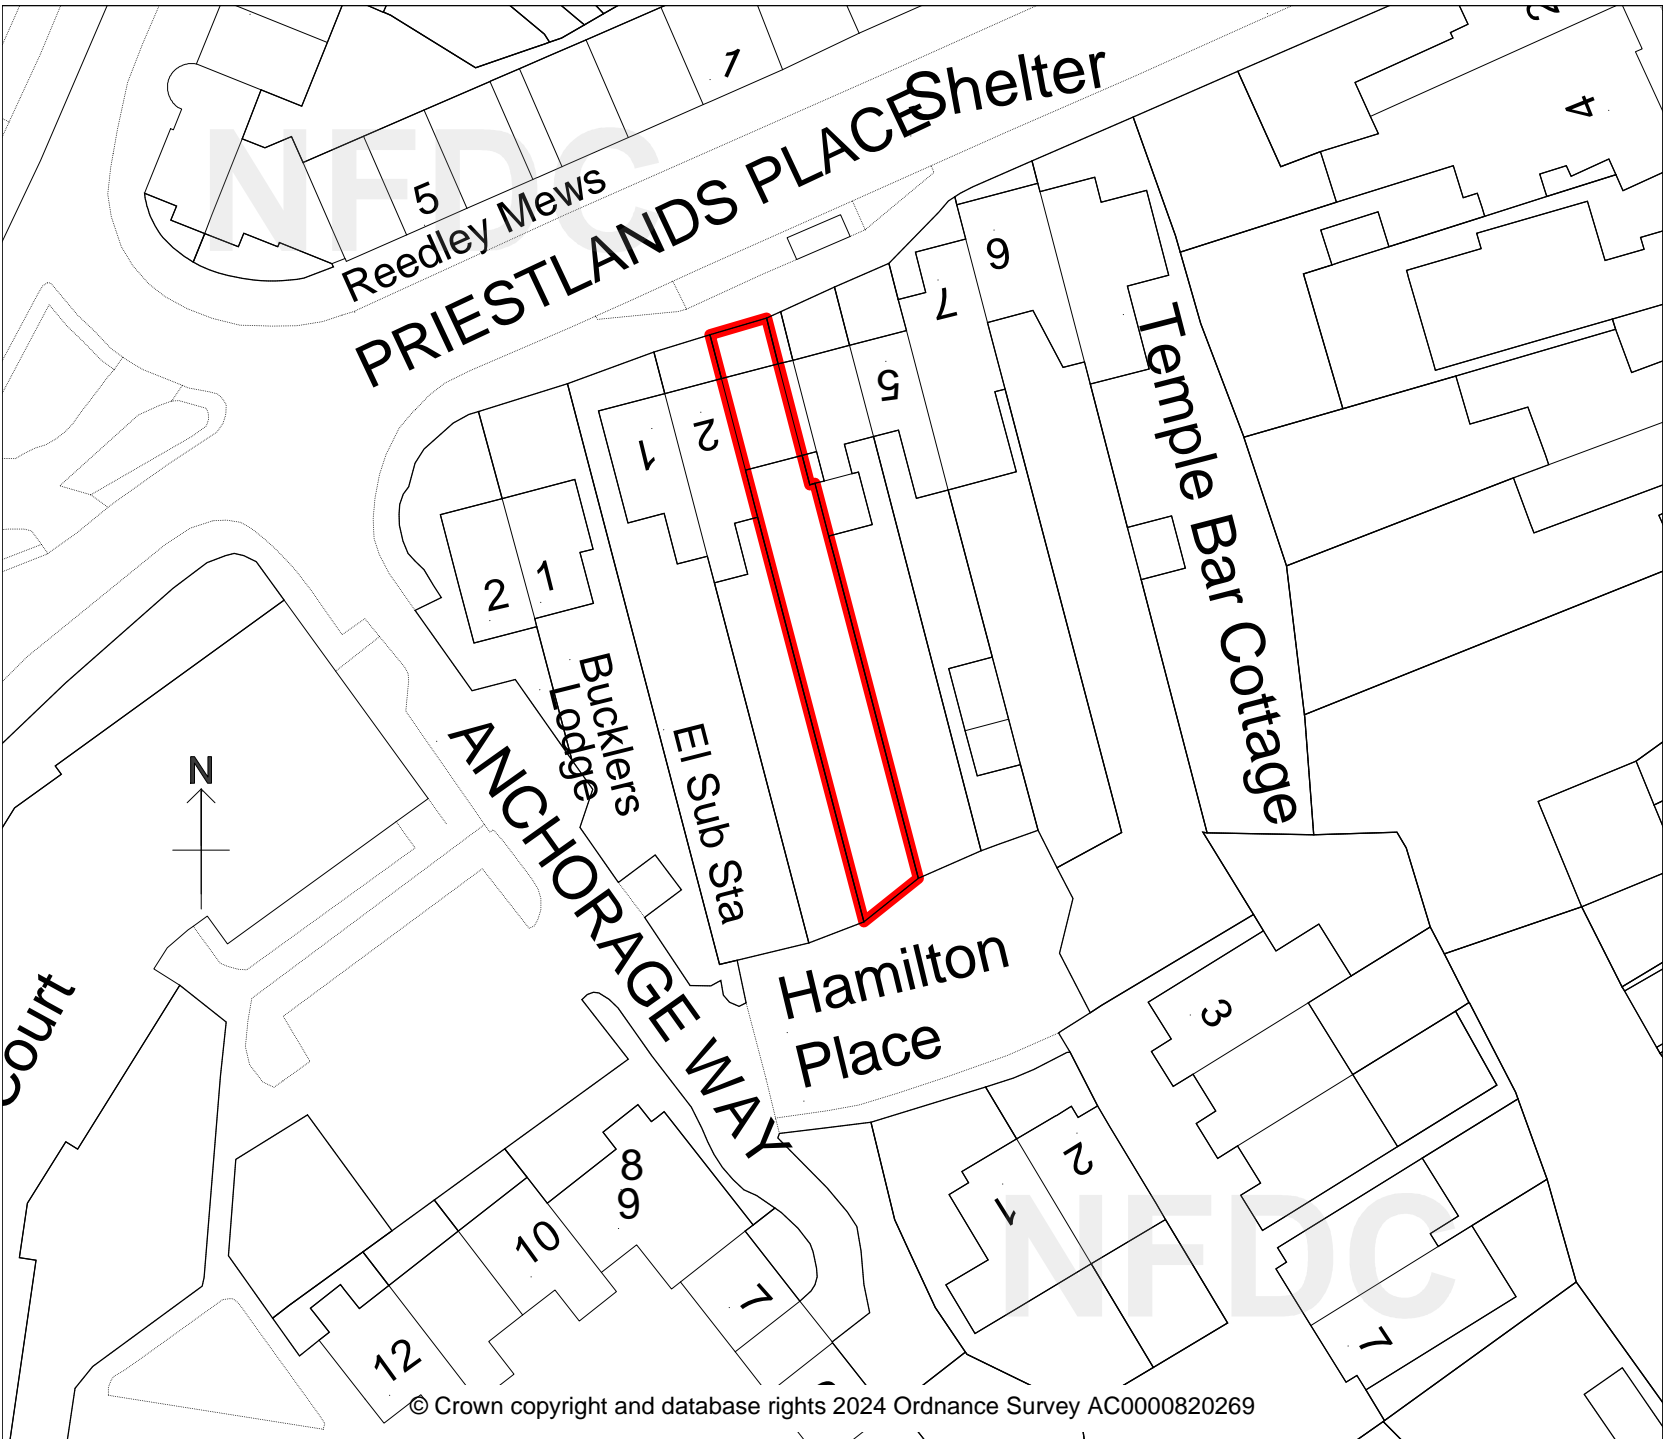 1
Shelter
2
4
NFDC
5
Reedley Mews
PRIESTLANDS PLACE
6
7
5
1
2
2
1
Temple Bar Cottage
Bucklers
Lodge
El Sub Sta
N
ANCHORAGE WAY
Hamilton
Place
Court
3
8
9
10
2
1
NFDC
7
7
12
© Crown copyright and database rights 2024 Ordnance Survey AC0000820269